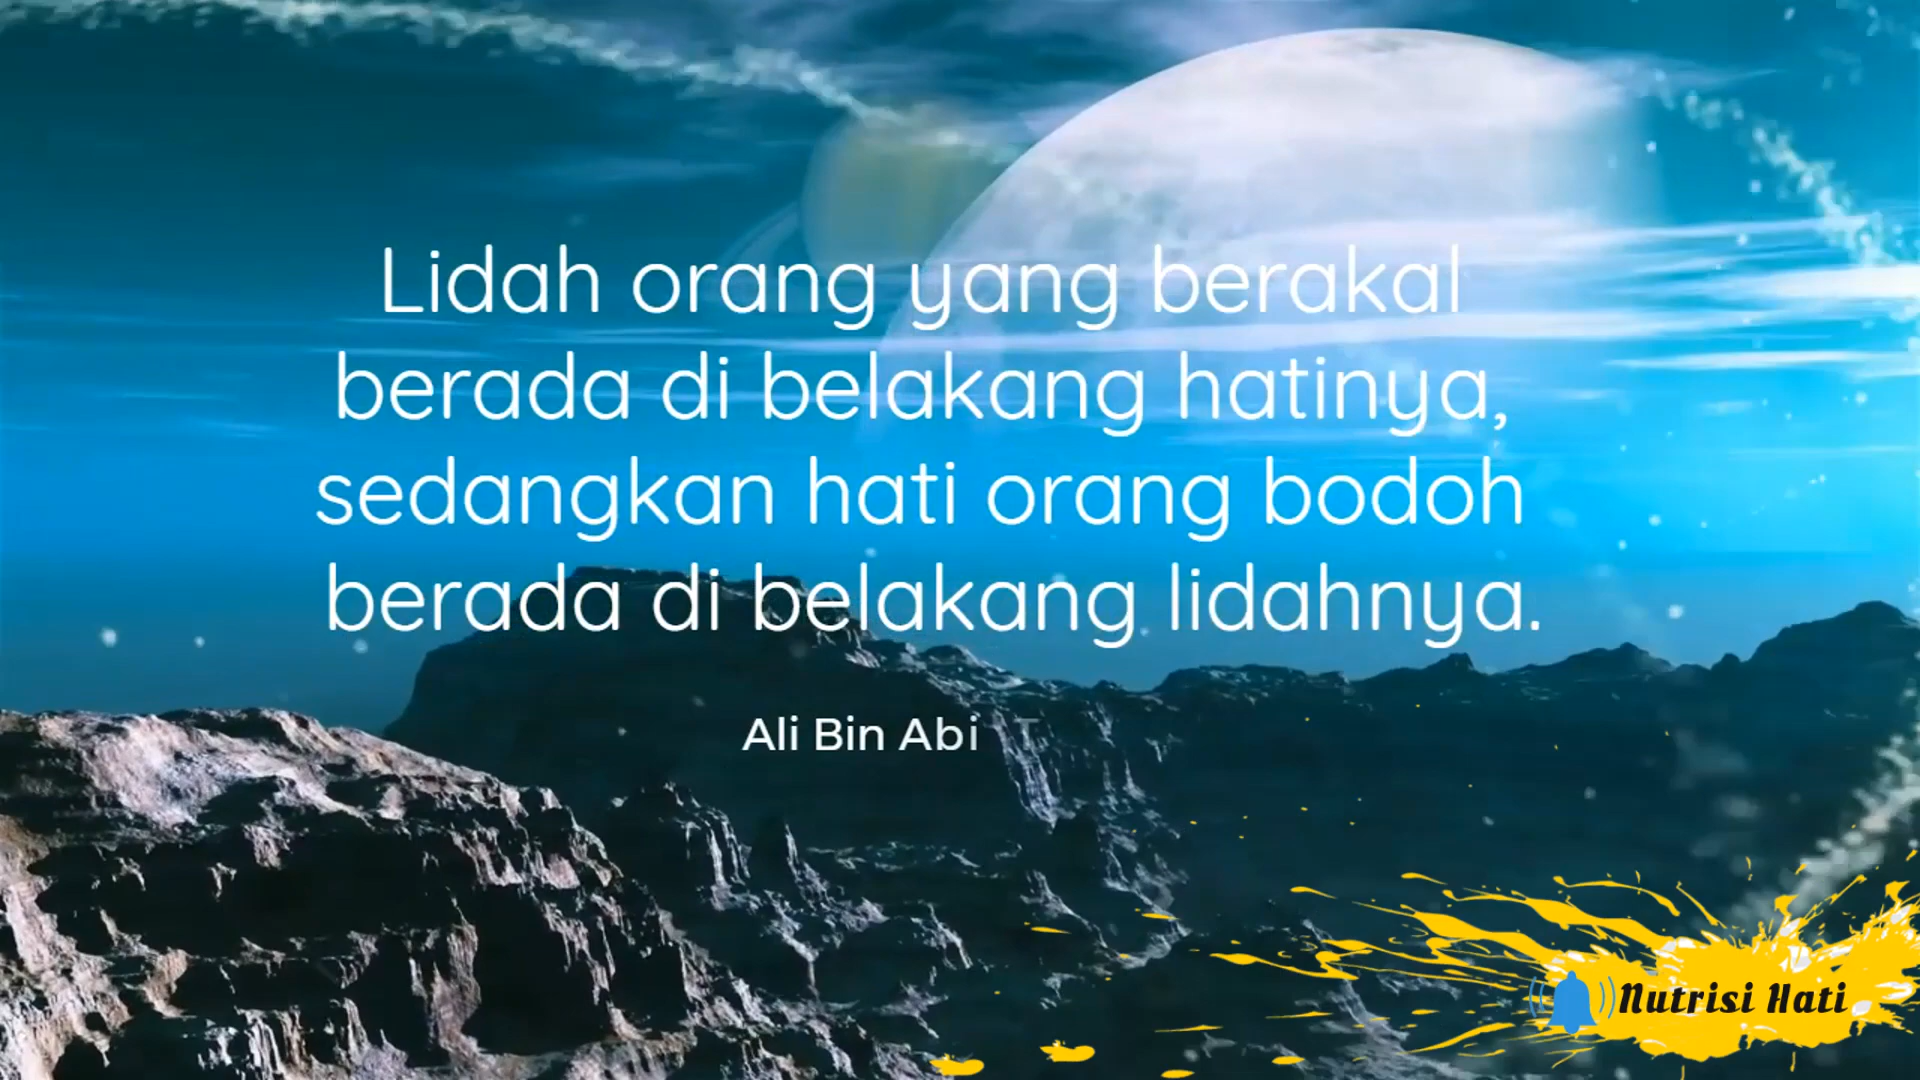 Lidah orang yang berakal
berada di belakang hatinya,
sedangkan hati orang bodoh
berada di belakang lidahnya.
Ali Bin Abi T
Nutrisi Hati